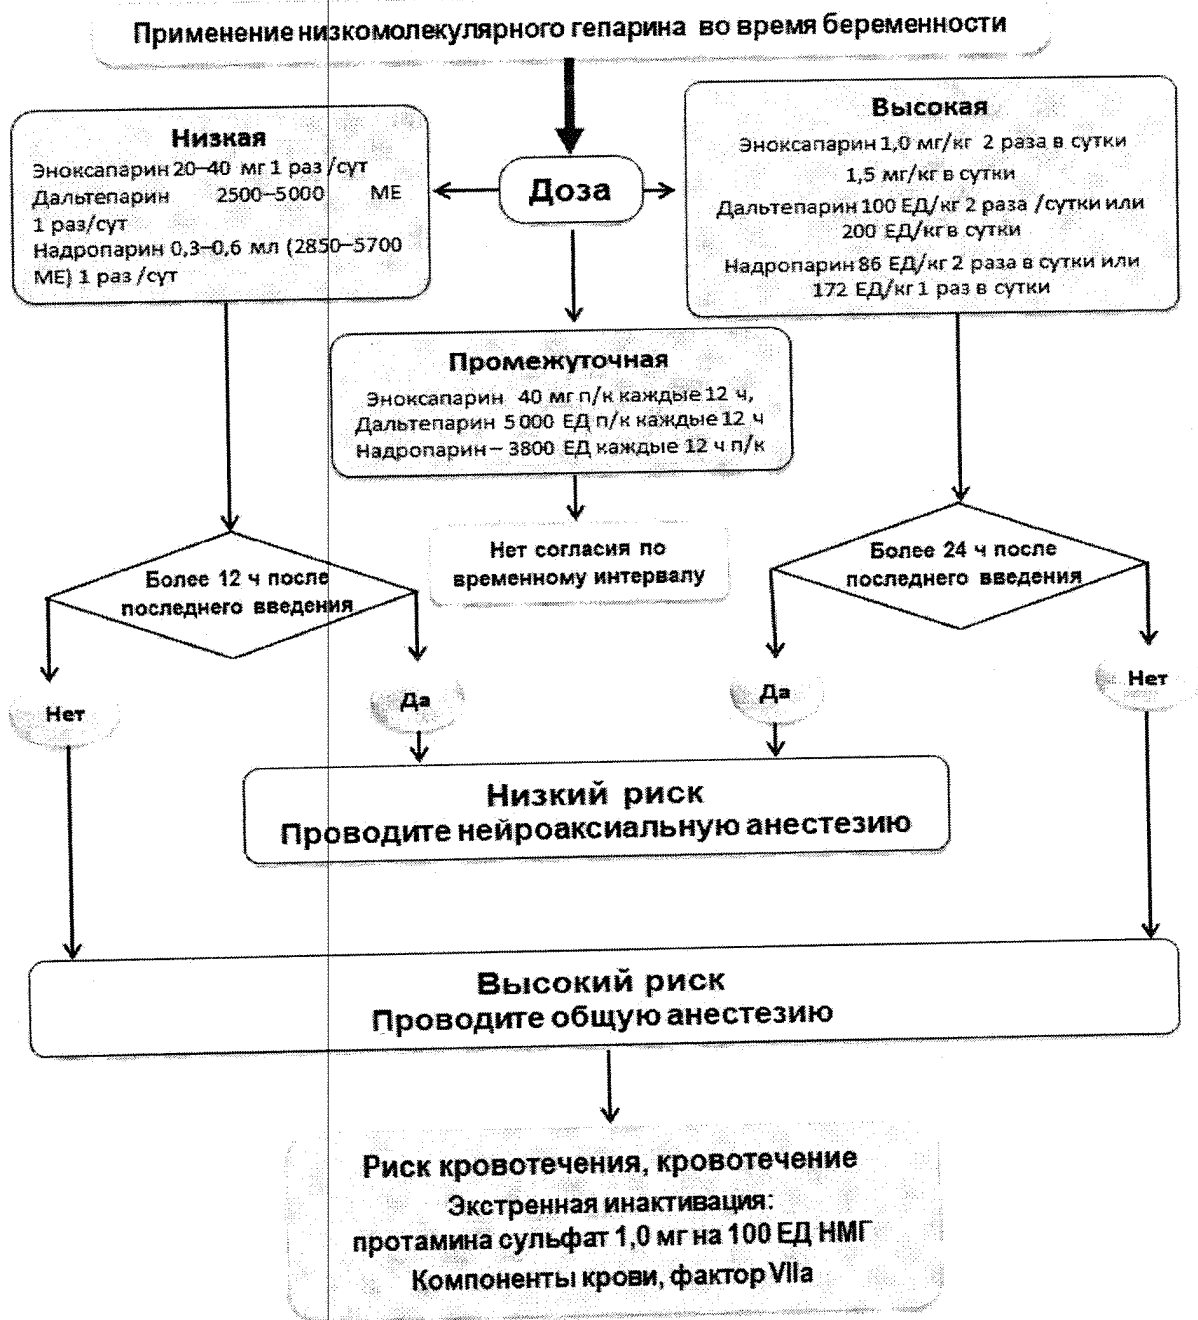 Применение низкомолекулярного гепарина во время беременности
Низкая
Эноксапарин 20–40 мг 1 раз /сут
Дальтепарин 2500–5000 МЕ
1 раз/сут
Надропарин 0,3–0,6 мл (2850–5700
МЕ) 1 раз /сут
Доза
Высокая
Эноксапарин 1,0 мг/кг 2 раза в сутки
1,5 мг/кг в сутки
Дальтепарин 100 ЕД/кг 2 раза /сутки или
200 ЕД/кг в сутки
Надропарин 86 ЕД/кг 2 раза в сутки или
172 ЕД/кг 1 раз в сутки
Промежуточная
Эноксапарин 40 мг п/к каждые 12 ч,
Дальтепарин 5000 ЕД п/к каждые 12 ч
Надропарин – 3800 ЕД каждые 12 ч п/к
Нет согласия по
временному интервалу
Более 12 ч после
последнего введения
Более 24 ч после
последнего введения
Нет
Да
Да
Нет
Низкий риск
Проводите нейроаксиальную анестезию
Высокий риск
Проводите общую анестезию
Риск кровотечения, кровотечение
Экстренная инактивация:
протамина сульфат 1,0 мг на 100 ЕД НМГ
Компоненты крови, фактор VIIa